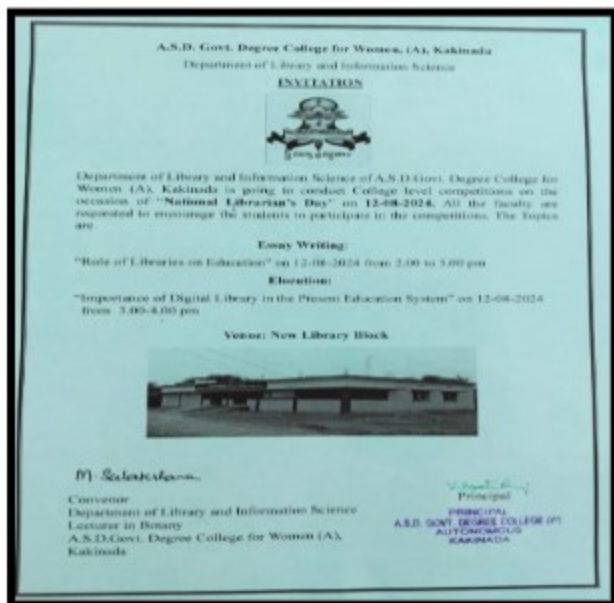 A.S.D. Govt. Degree College for Women, (A), Kakinada
Department of Library and Information Science
INVITATION
Department of Library and Information Science of A.S.D.Govt. Degree College for
Women (A), Kakinada is going to conduct College level competitions on the
occasion of "National Librarian's Day" on 12-08-2024. All the faculty are
requested to encourage the students to participate in the competitions. The Topics
are
Essay Writing:
"Role of Libraries on Education" on 12-08-2024 from 2.00 to 3.00 pm
Elocution:
"Importance of Digital Library in the Present Education System" on 12-08-2024
from 3.00-4.00 pm
Venue: New Library Block
M.
Convenor
Department of Library and Information Science
Lecturer in Botany
A.S.D.Govt. Degree College for Women (A),
Kakinada
Principal
PRINCIPAL
A.S.D. GOVT. DEGREE COLLEGE (W)
AUTONOMOUS
KAKINADA